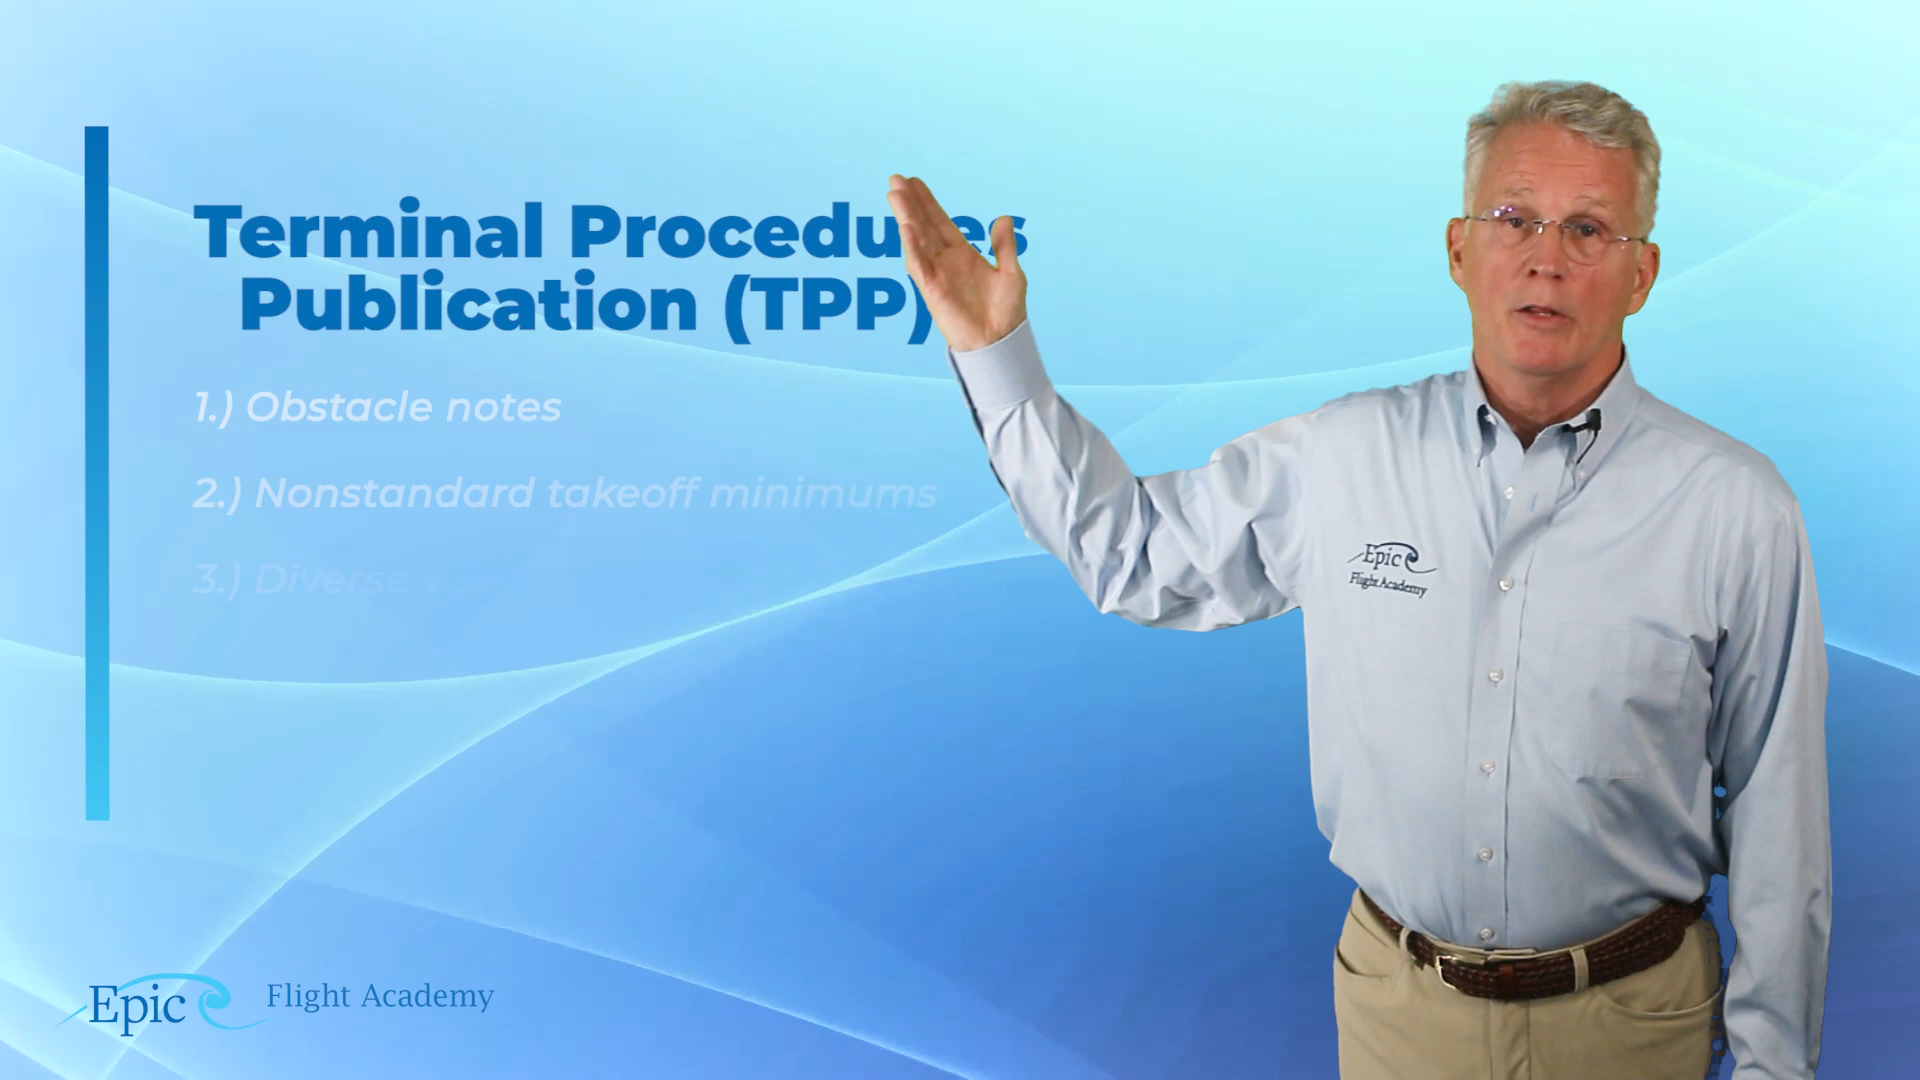 Terminal Procedures
Publication (TPP)
1.) Obstacle notes
2.) Nonstandard takeoff minimums
3.) Diverse
Epic
Flight Academy
Epic Flight Academy